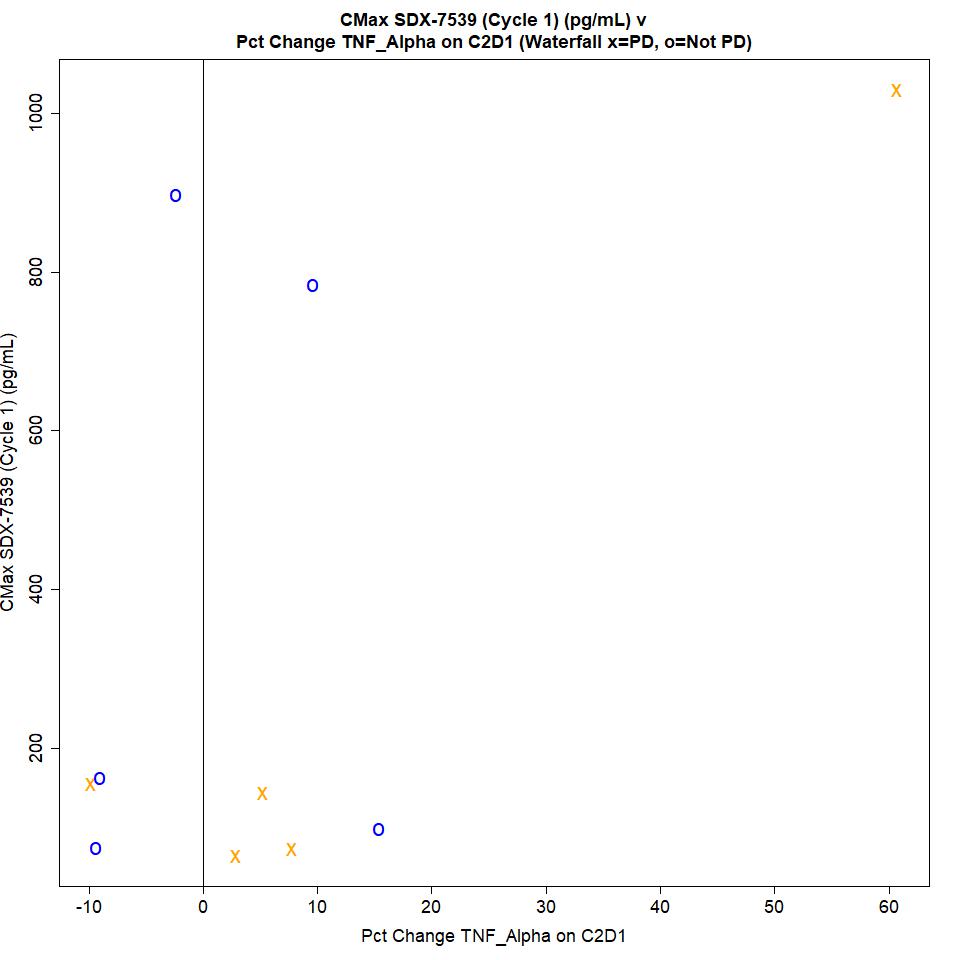 CMax SDX-7539 (Cycle 1) (pg/mL) v
Pct Change TNF_Alpha on C2D1 (Waterfall x=PD, o=Not PD)
CMax SDX-7539 (Cycle 1) (pg/mL)
1000
800
600
400
200
X
O
O
X
O
X
O
O
X
X
-10
0
10
20
30
40
50
60
Pct Change TNF_Alpha on C2D1